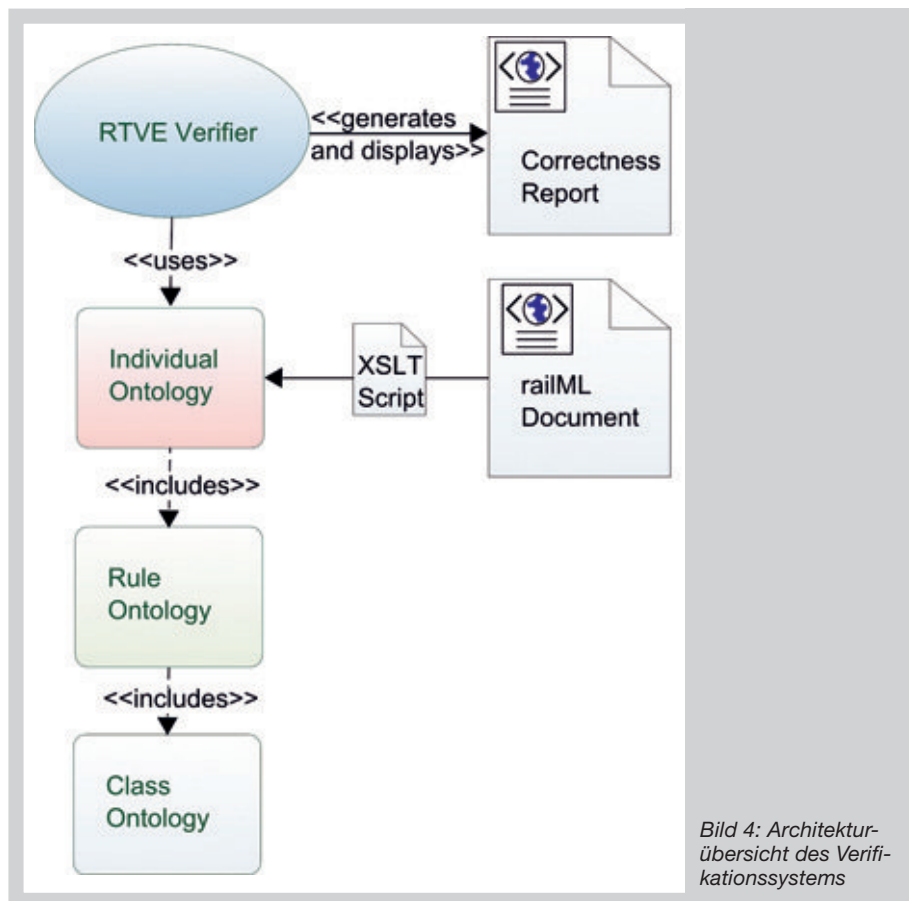 RTVE Verifier
<<generates
and displays>>
Correctness
Report
<<uses>>
Individual
Ontology
XSLT
Script
railML
Document
<<includes>>
Rule
Ontology
<<includes>>
Class
Ontology
Bild 4: Architektur-
übersicht des Verifi-
kationssystems